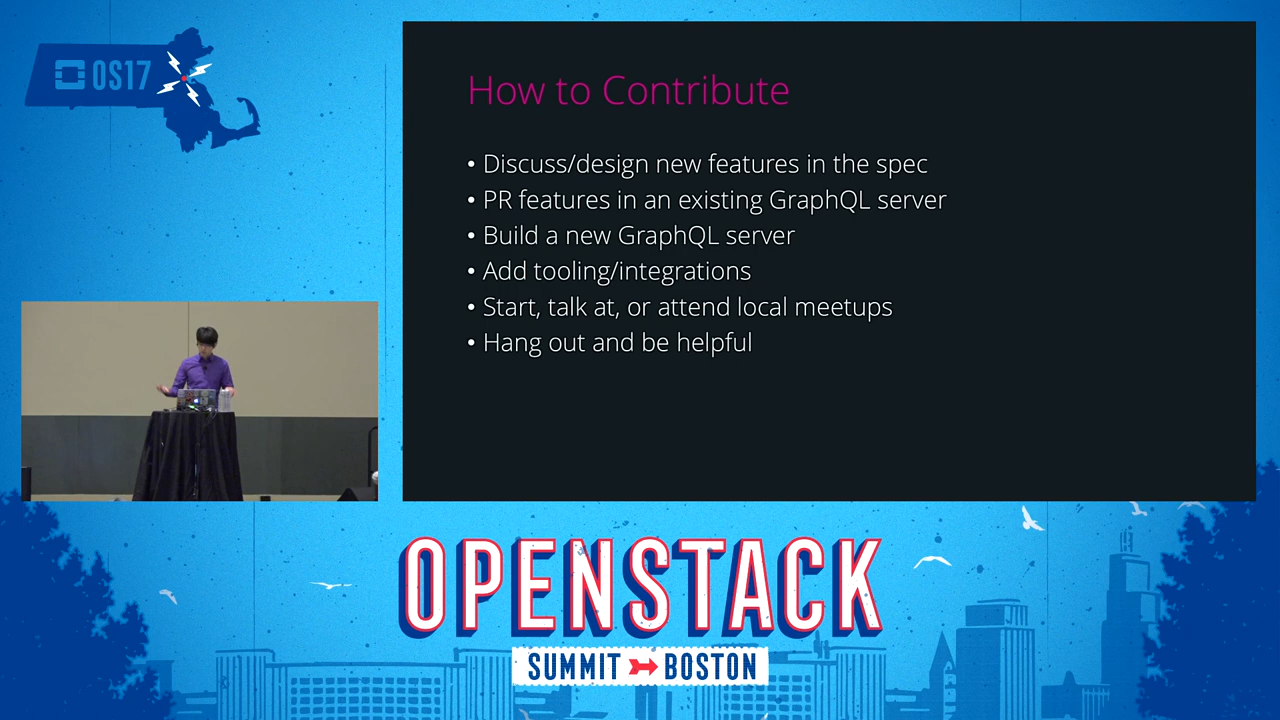 OS17
How to Contribute
• Discuss/design new features in the spec
• PR features in an existing GraphQL server
• Build a new GraphQL server
• Add tooling/integrations
• Start, talk at, or attend local meetups
• Hang out and be helpful
OPENSTACK
SUMMIT BOSTON